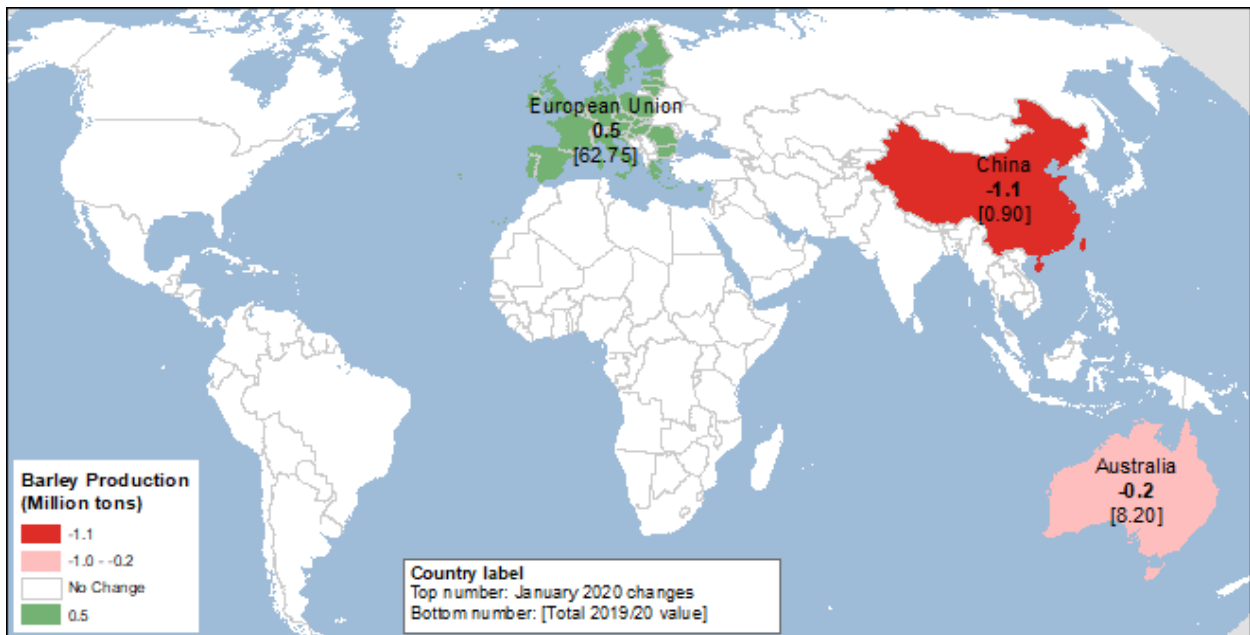 European Union
0.5
[62.75]
China
-1.1
[0.90]
Australia
-0.2
[8.20]
Barley Production
(Million tons)
-1.1
-1.0 - -0.2
No Change
0.5
Country label
Top number: January 2020 changes
Bottom number: [Total 2019/20 value]